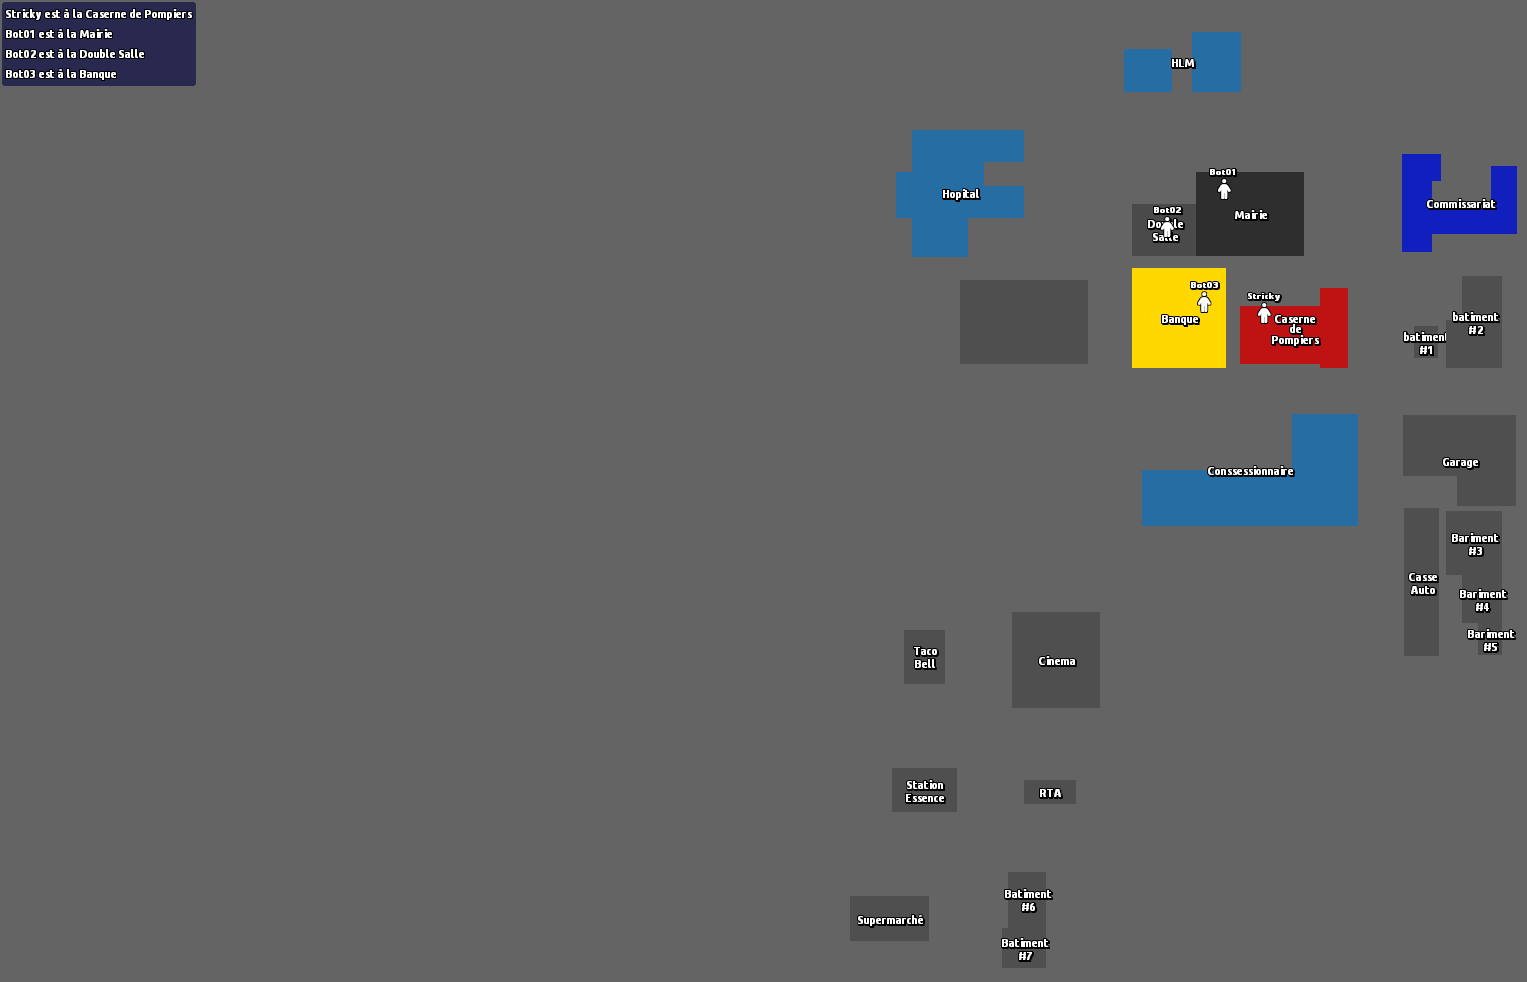 Stricky est à la Caserne de Pompiers
Bot01 est à la Mairie
Bot02 est à la Double Salle
Bot03 est à la Banque
HLM
Hopîtal
Bot01
Mairie
Bot02
Double
Salle
Commissariat
Bot03
Banque
Stricky
Caserne
de
Pompiers
batiment
#2
batiment
#1
Conssessionnaire
Garage
Bariment
#3
Casse
Auto
Bariment
#4
Bariment
#5
Taco
Bell
Cinema
Station
Essence
RTA
Batiment
#6
Supermarché
Batiment
#7